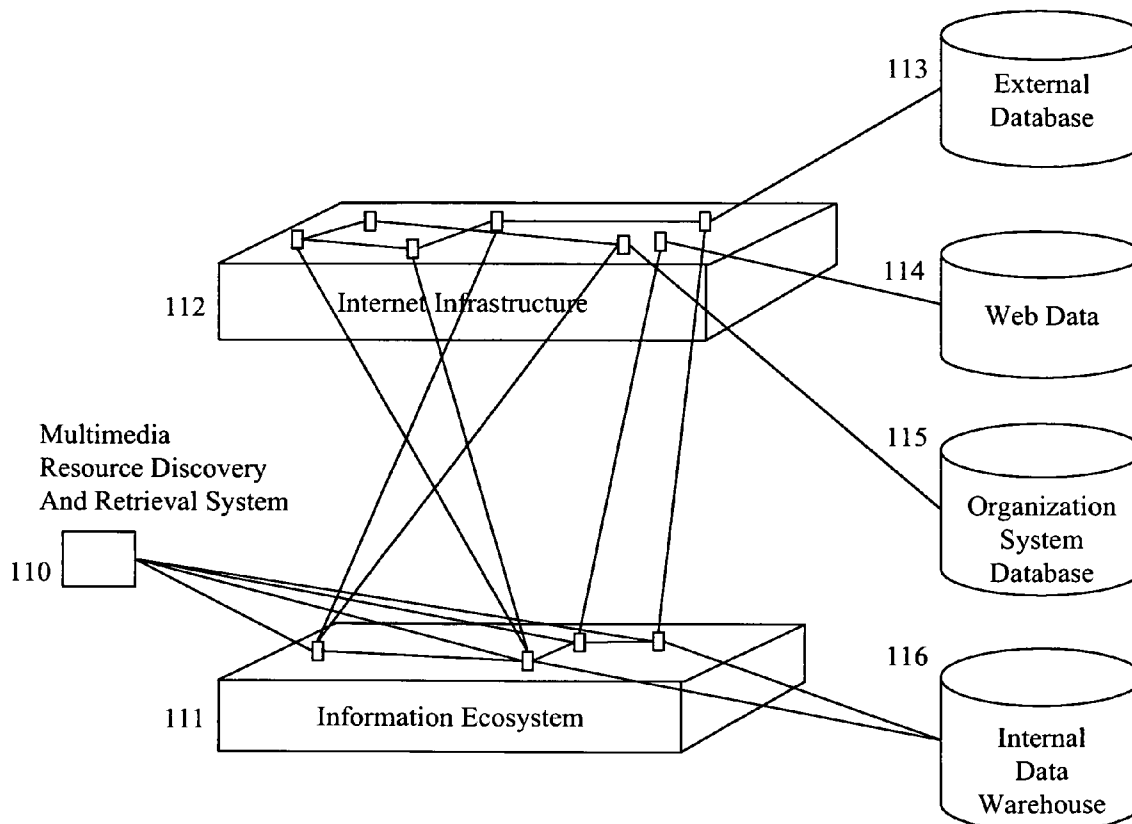 113
External
Database
114
Web Data
112
Internet Infrastructure
115
Organization
System
Database
Multimedia
Resource Discovery
And Retrieval System
110
111
Information Ecosystem
116
Internal
Data
Warehouse